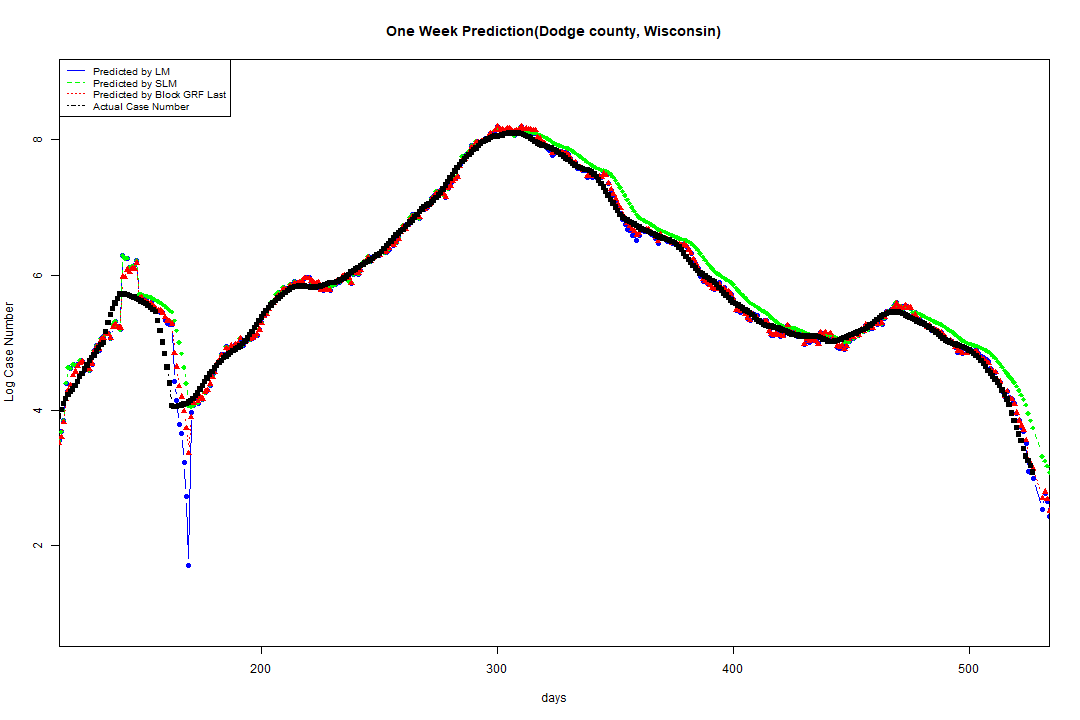 One Week Prediction(Dodge county, Wisconsin)
Predicted by LM
Predicted by SLM
Predicted by Block GRF Last
Actual Case Number
8
6
4
2
Log Case Number
200
300
400
500
days